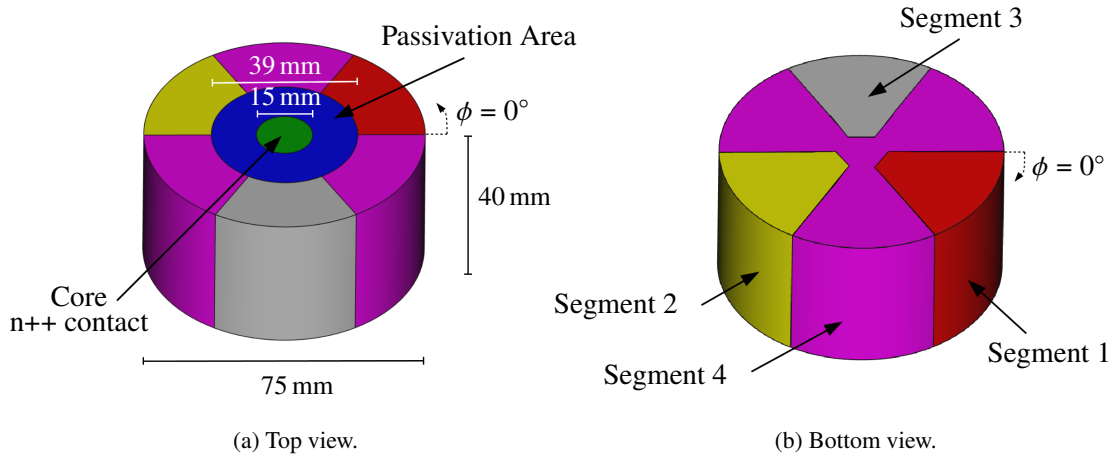 Passivation Area
39 mm
15 mm
ϕ = 0°
40 mm
Core
n++ contact
75 mm
(a) Top view.
Segment 3
ϕ = 0°
Segment 2
Segment 1
Segment 4
(b) Bottom view.